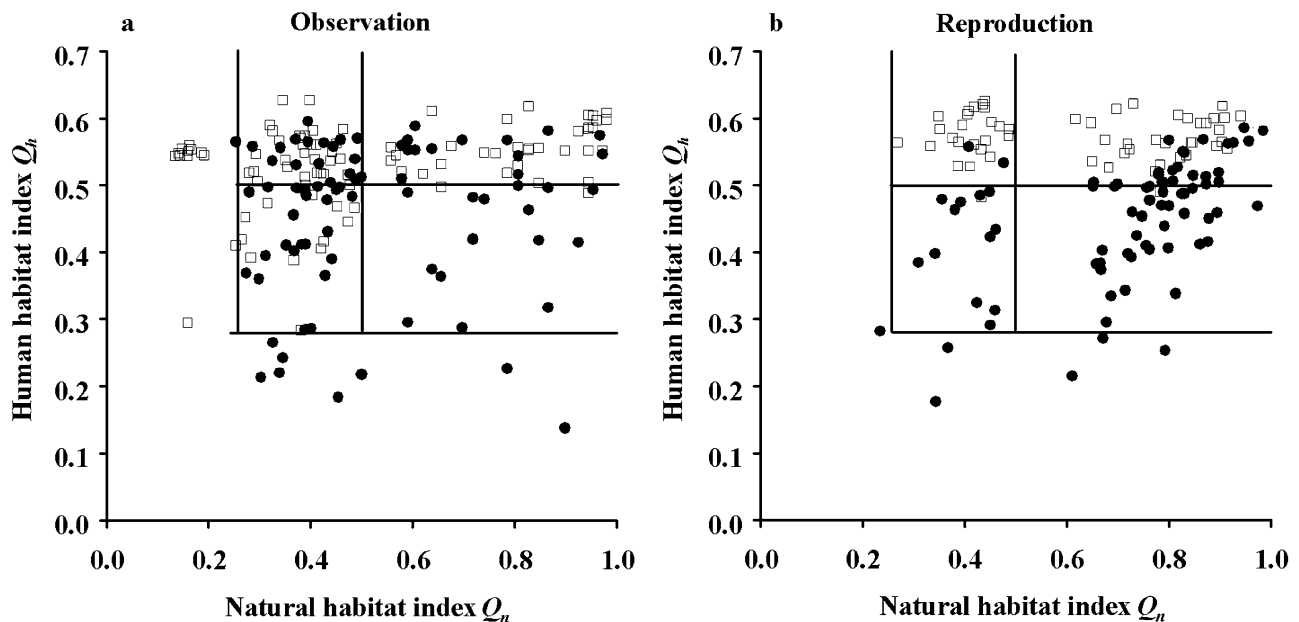 a
Observation
0.7
0.6
0.5
0.4
0.3
0.2
0.1
0.0
Human habitat index Qh
0.0 0.2 0.4 0.6 0.8 1.0
Natural habitat index Qn
b
Reproduction
0.7
0.6
0.5
0.4
0.3
0.2
0.1
0.0
Human habitat index Qh
0.0 0.2 0.4 0.6 0.8 1.0
Natural habitat index Qn